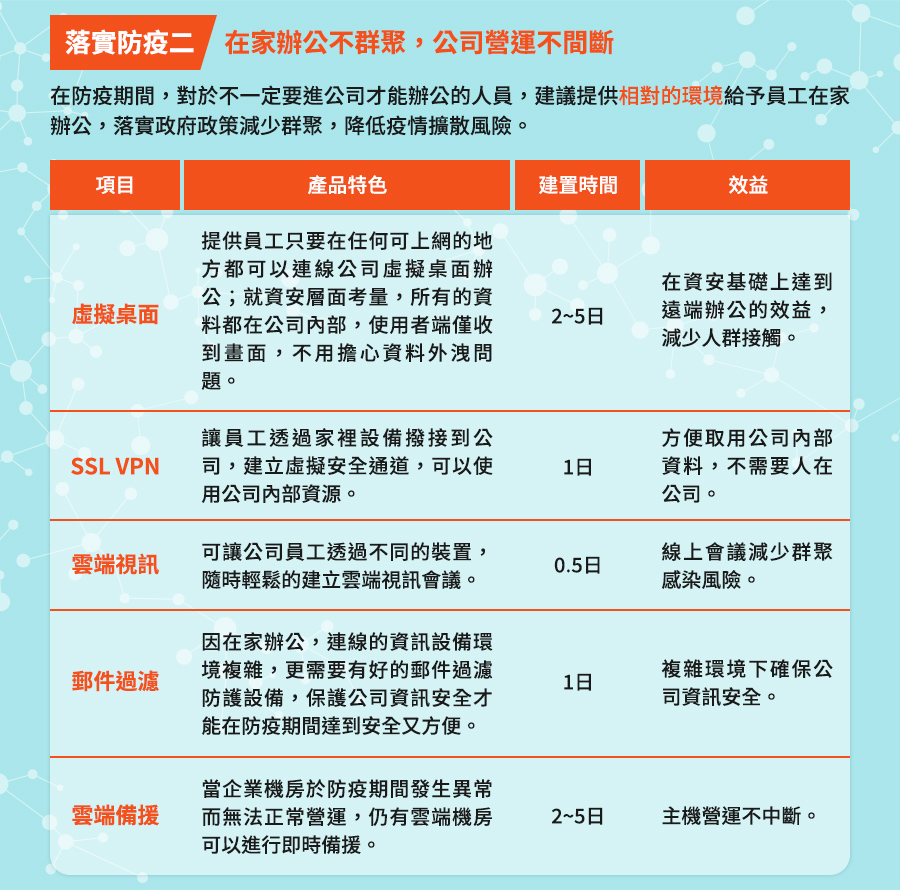 落實防疫二
在家辦公不群聚，公司營運不間斷
在防疫期間，對於不一定要進公司才能辦公的人員，建議提供相對的環境給予員工在家
辦公，落實政府政策減少群聚，降低疫情擴散風險。
項目
產品特色
建置時間
效益
虛擬桌面
提供員工只要在任何可上網的地
方都可以連線公司虛擬桌面辦
公；就資安層面考量，所有的資
料都在公司內部，使用者端僅收
到畫面，不用擔心資料外洩問
題。
2~5日
在資安基礎上達到
遠端辦公的效益，
減少人群接觸。
SSL VPN
讓員工透過家裡設備撥接到公
司，建立虛擬安全通道，可以使
用公司內部資源。
1日
方便取用公司內部
資料，不需要人在
公司。
雲端視訊
可讓公司員工透過不同的裝置，
隨時輕鬆的建立雲端視訊會議。
0.5日
線上會議減少群聚
感染風險。
郵件過濾
因在家辦公，連線的資訊設備環
境複雜，更需要有好的郵件過濾
防護設備，保護公司資訊安全才
能在防疫期間達到安全又方便。
1日
複雜環境下確保公
司資訊安全。
雲端備援
當企業機房於防疫期間發生異常
而無法正常營運，仍有雲端機房
可以進行即時備援。
2~5日
主機營運不中斷。